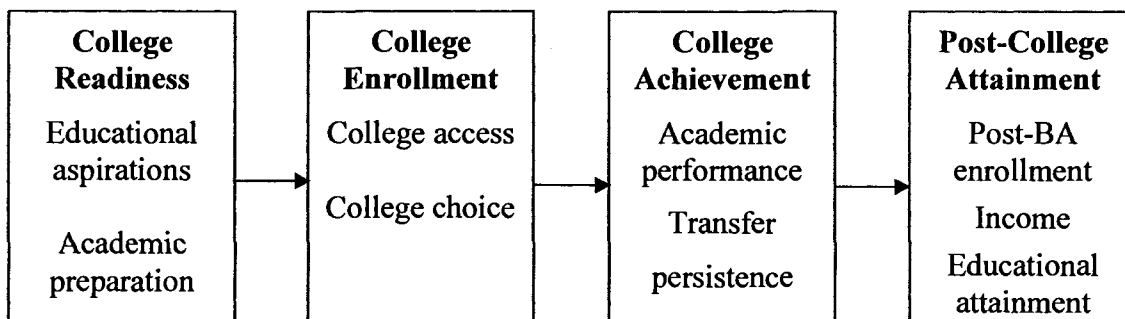 College
Readiness
Educational
aspirations
Academic
preparation
College
Enrollment
College access
College choice
College
Achievement
Academic
performance
Transfer
persistence
Post-College
Attainment
Post-BA
enrollment
Income
Educational
attainment